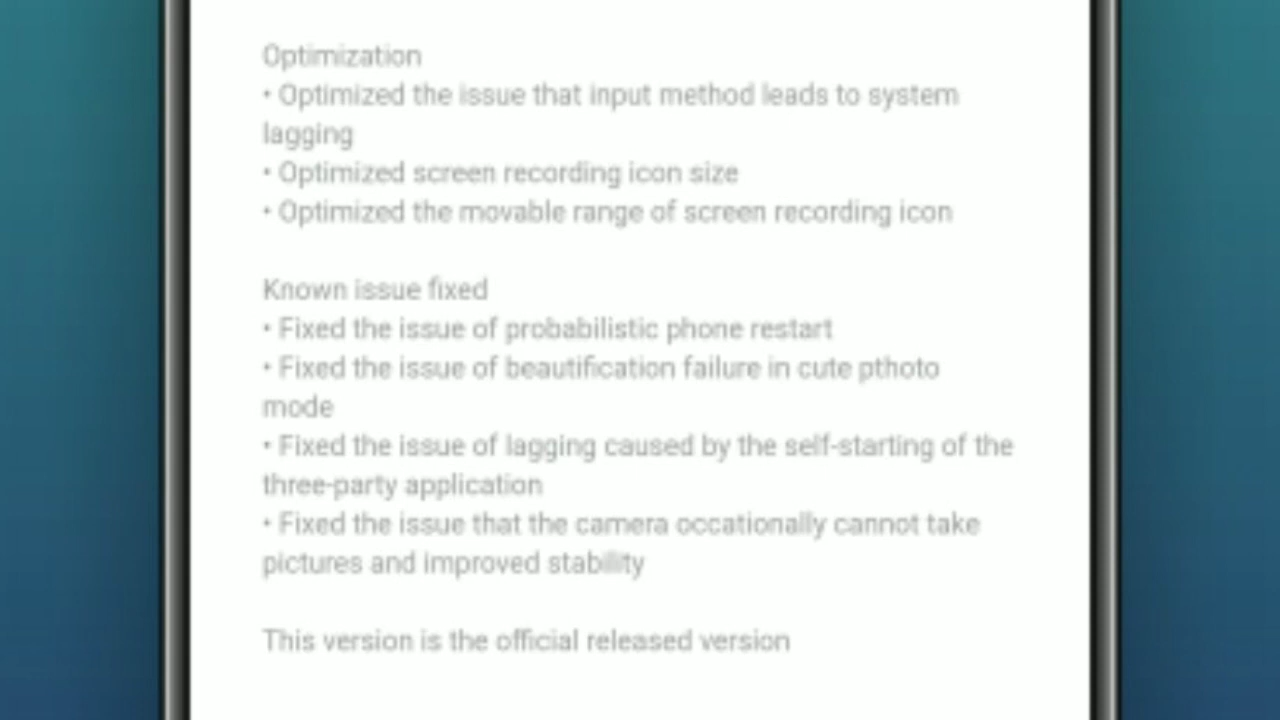 Optimization
• Optimized the issue that input method leads to system
lagging
• Optimized screen recording icon size
• Optimized the movable range of screen recording icon
Known issue fixed
• Fixed the issue of probabilistic phone restart
• Fixed the issue of beautification failure in cute pthoto
mode
• Fixed the issue of lagging caused by the self-starting of the
three-party application
• Fixed the issue that the camera occationally cannot take
pictures and improved stability
This version is the official released version